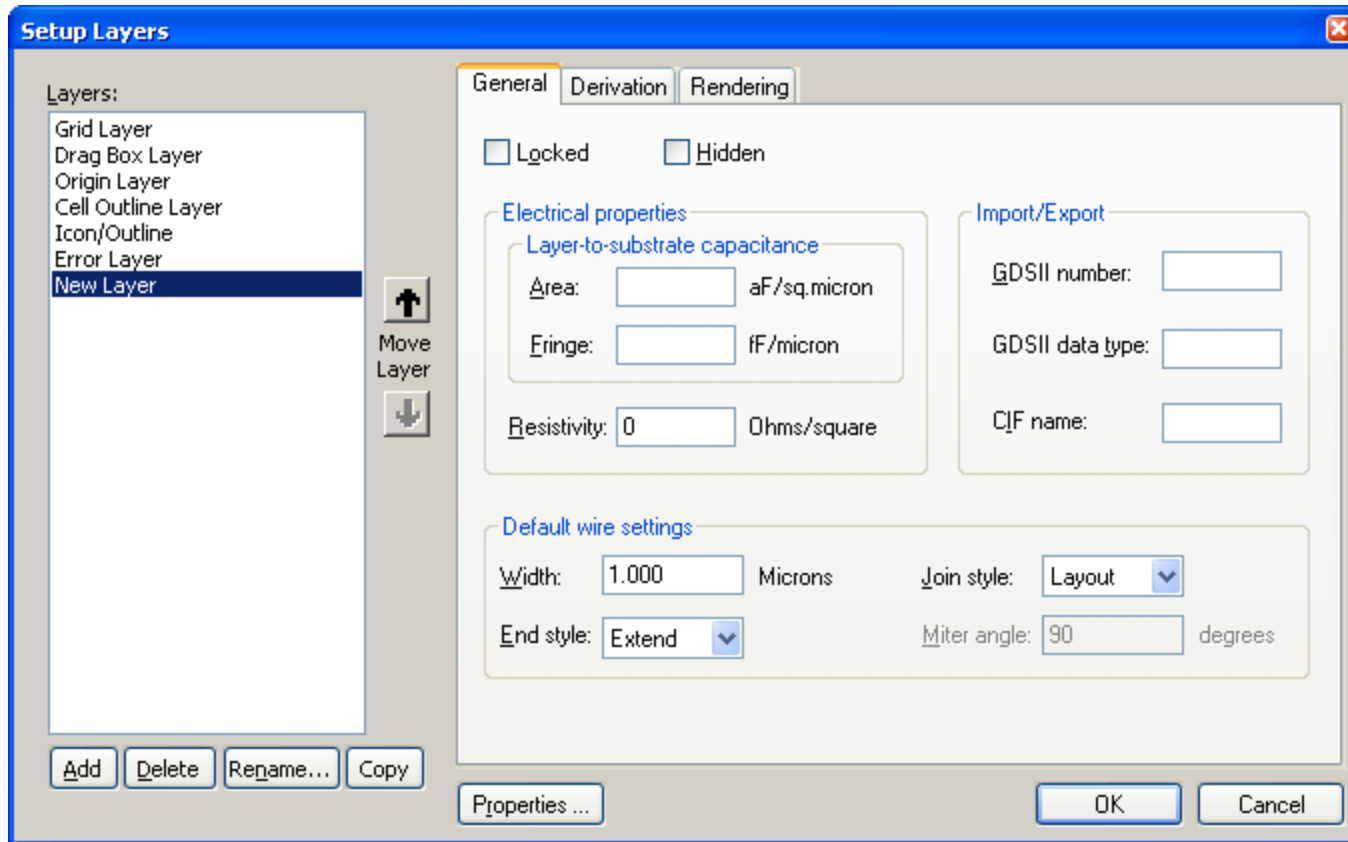 Setup Layers
Layers:
Grid Layer
Drag Box Layer
Origin Layer
Cell Outline Layer
Icon/Outline
Error Layer
New Layer
Move
Layer
Add
Delete
Rename...
Copy
General
Derivation
Rendering
Locked
Hidden
Electrical properties
Layer-to-substrate capacitance
Area:
aF/sq.micron
Fringe:
fF/micron
Resistivity: 0 Ohms/square
Import/Export
GDSII number:
GDSII data type:
CIF name:
Default wire settings
Width: 1.000 Microns
Join style: Layout
End style: Extend
Miter angle: 90 degrees
Properties ...
OK
Cancel